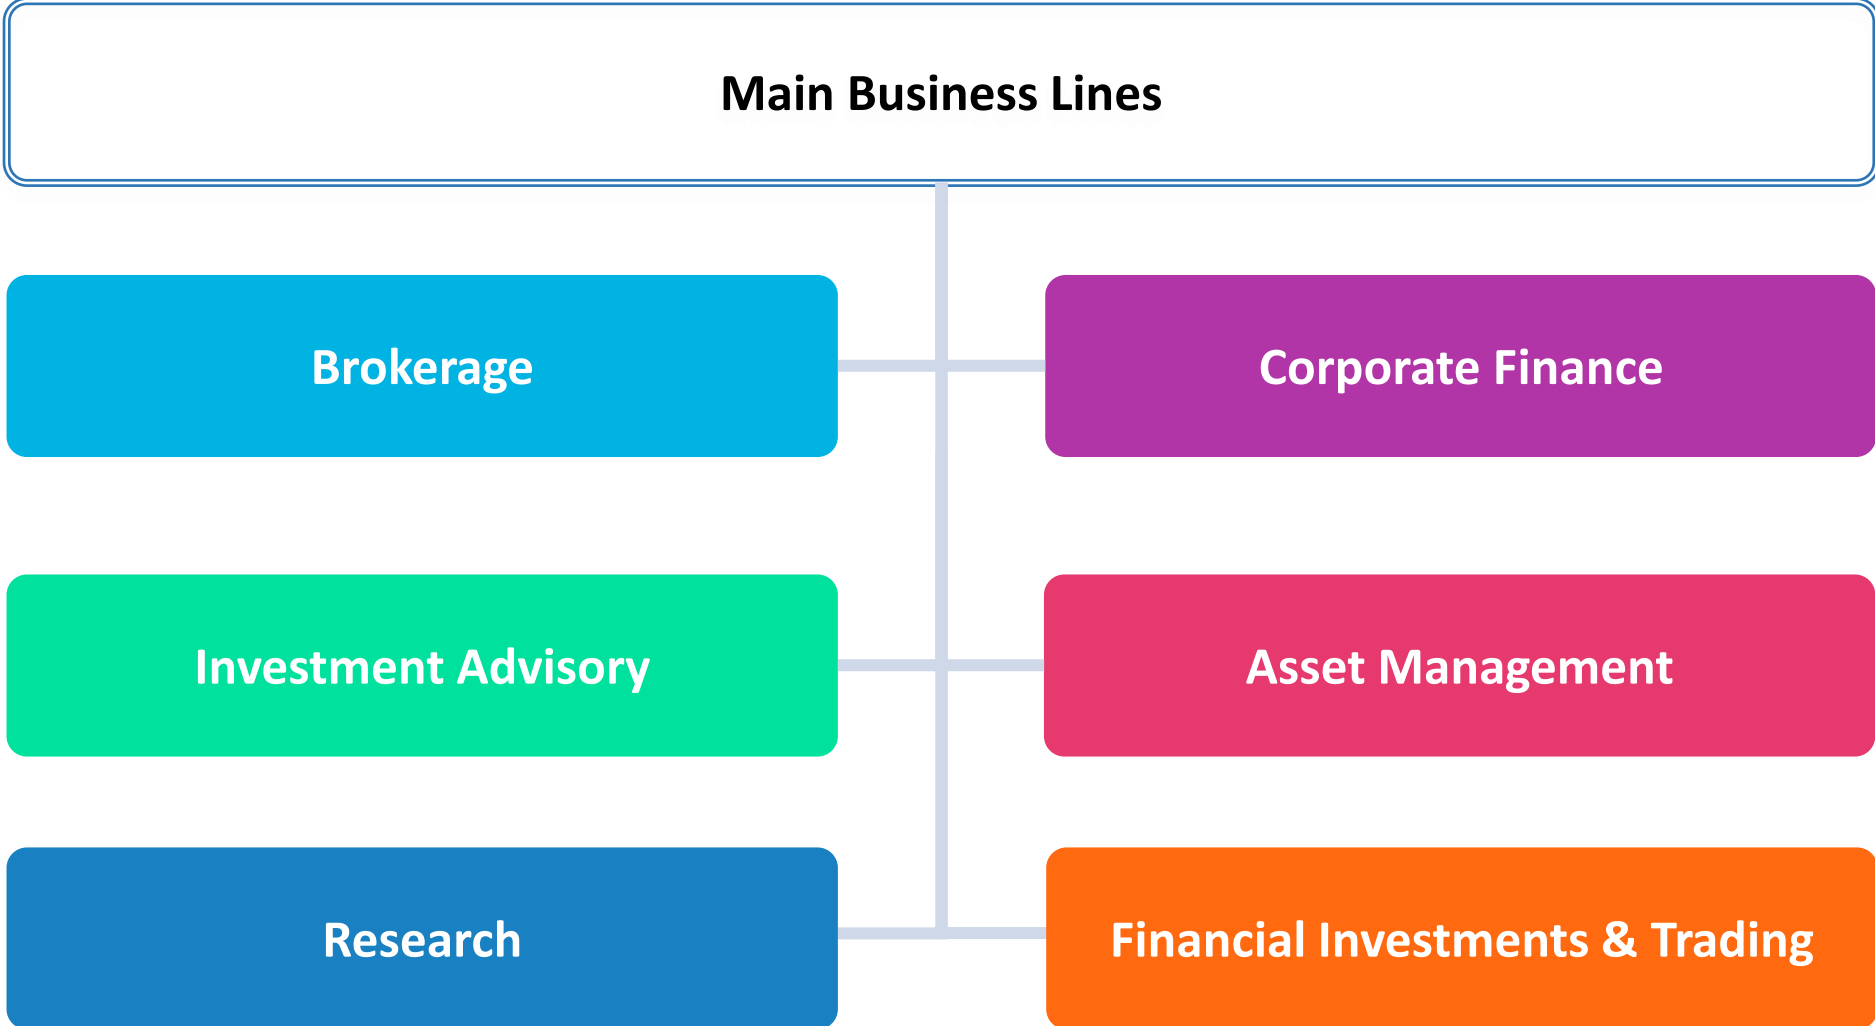 Main Business Lines
Brokerage
Corporate Finance
Investment Advisory
Asset Management
Research
Financial Investments & Trading